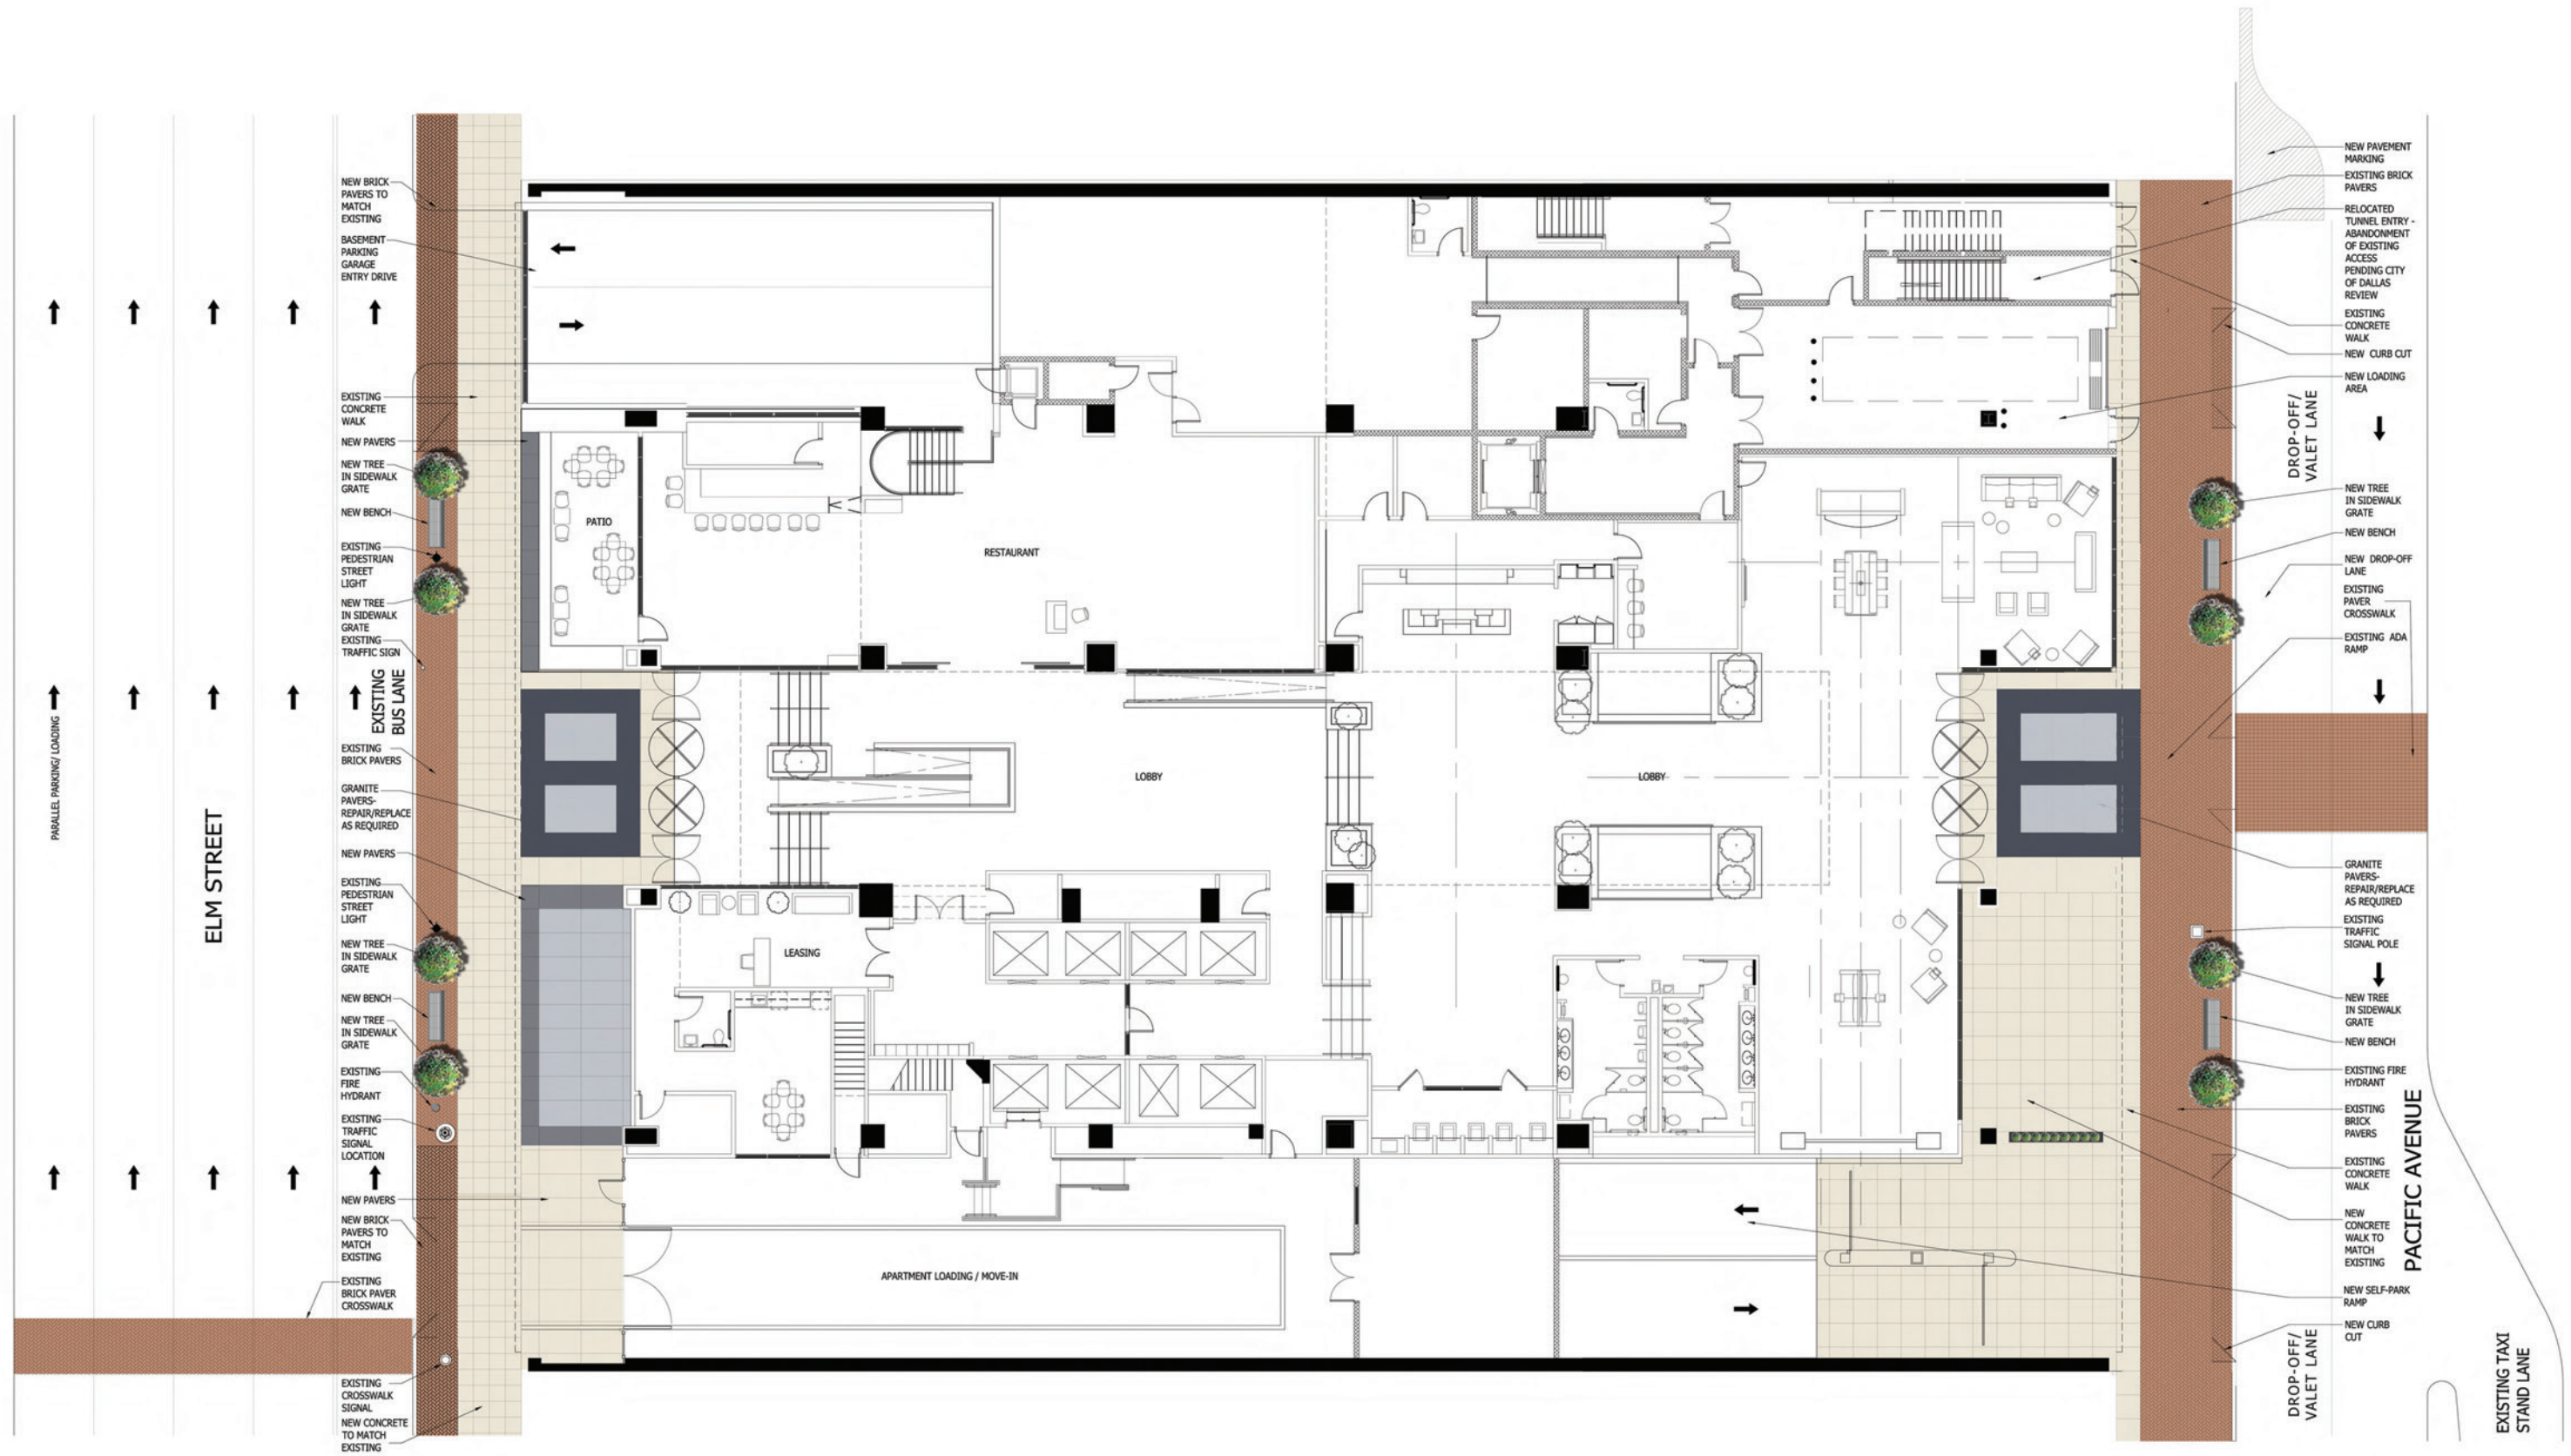 ELM STREET
PARALLEL PARKING/ LOADING
EXISTING
BUS LANE
NEW BRICK
PAVERS TO
MATCH
EXISTING
BASEMENT
PARKING
GARAGE
ENTRY DRIVE
EXISTING
CONCRETE
WALK
NEW PAVERS
NEW TREE
IN SIDEWALK
GRATE
NEW BENCH
EXISTING
PEDESTRIAN
STREET
LIGHT
NEW TREE
IN SIDEWALK
GRATE
EXISTING
TRAFFIC SIGN
EXISTING
BRICK PAVERS
GRANITE
PAVERS-
REPAIR/REPLACE
AS REQUIRED
NEW PAVERS
EXISTING
PEDESTRIAN
STREET
LIGHT
NEW TREE
IN SIDEWALK
GRATE
NEW BENCH
NEW TREE
IN SIDEWALK
GRATE
EXISTING
FIRE
HYDRANT
EXISTING
TRAFFIC
SIGNAL
LOCATION
NEW PAVERS
NEW BRICK
PAVERS TO
MATCH
EXISTING
EXISTING
BRICK PAVER
CROSSWALK
EXISTING
CROSSWALK
SIGNAL
NEW CONCRETE
TO MATCH
EXISTING
PATIO
RESTAURANT
LOBBY
LOBBY
LEASING
APARTMENT LOADING / MOVE-IN
NEW PAVEMENT
MARKING
EXISTING BRICK
PAVERS
RELOCATED
TUNNEL ENTRY -
ABANDONMENT
OF EXISTING
ACCESS
PENDING CITY
OF DALLAS
REVIEW
EXISTING
CONCRETE
WALK
NEW CURB CUT
NEW LOADING
AREA
DROP-OFF/
VALET LANE
NEW TREE
IN SIDEWALK
GRATE
NEW BENCH
NEW DROP-OFF
LANE
EXISTING
PAVER
CROSSWALK
EXISTING ADA
RAMP
GRANITE
PAVERS-
REPAIR/REPLACE
AS REQUIRED
EXISTING
TRAFFIC
SIGNAL POLE
NEW TREE
IN SIDEWALK
GRATE
NEW BENCH
EXISTING FIRE
HYDRANT
EXISTING
BRICK
PAVERS
EXISTING
CONCRETE
WALK
NEW
CONCRETE
WALK TO
MATCH
EXISTING
NEW SELF-PARK
RAMP
NEW CURB
CUT
PACIFIC AVENUE
DROP-OFF/
VALET LANE
EXISTING TAXI
STAND LANE